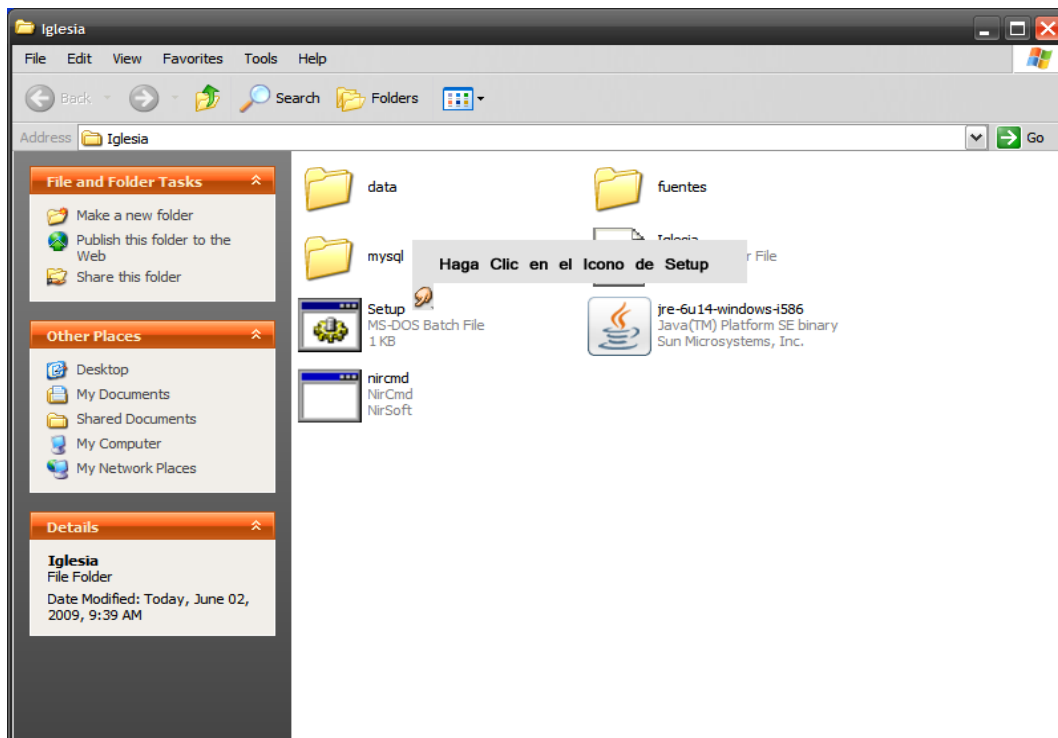 Iglesia
File Edit View Favorites Tools Help
Back Search Folders
Address Iglesia Go
File and Folder Tasks
Make a new folder
Publish this folder to the
Web
Share this folder
Other Places
Desktop
My Documents
Shared Documents
My Computer
My Network Places
Details
Iglesia
File Folder
Date Modified: Today, June 02,
2009, 9:39 AM
data
fuentes
mysql
Iglesia
File
Haga Clic en el Icono de Setup
Setup
MS-DOS Batch File
1 KB
jre-6u14-windows-i586
Java(TM) Platform SE binary
Sun Microsystems, Inc.
nircmd
NirCmd
NirSoft